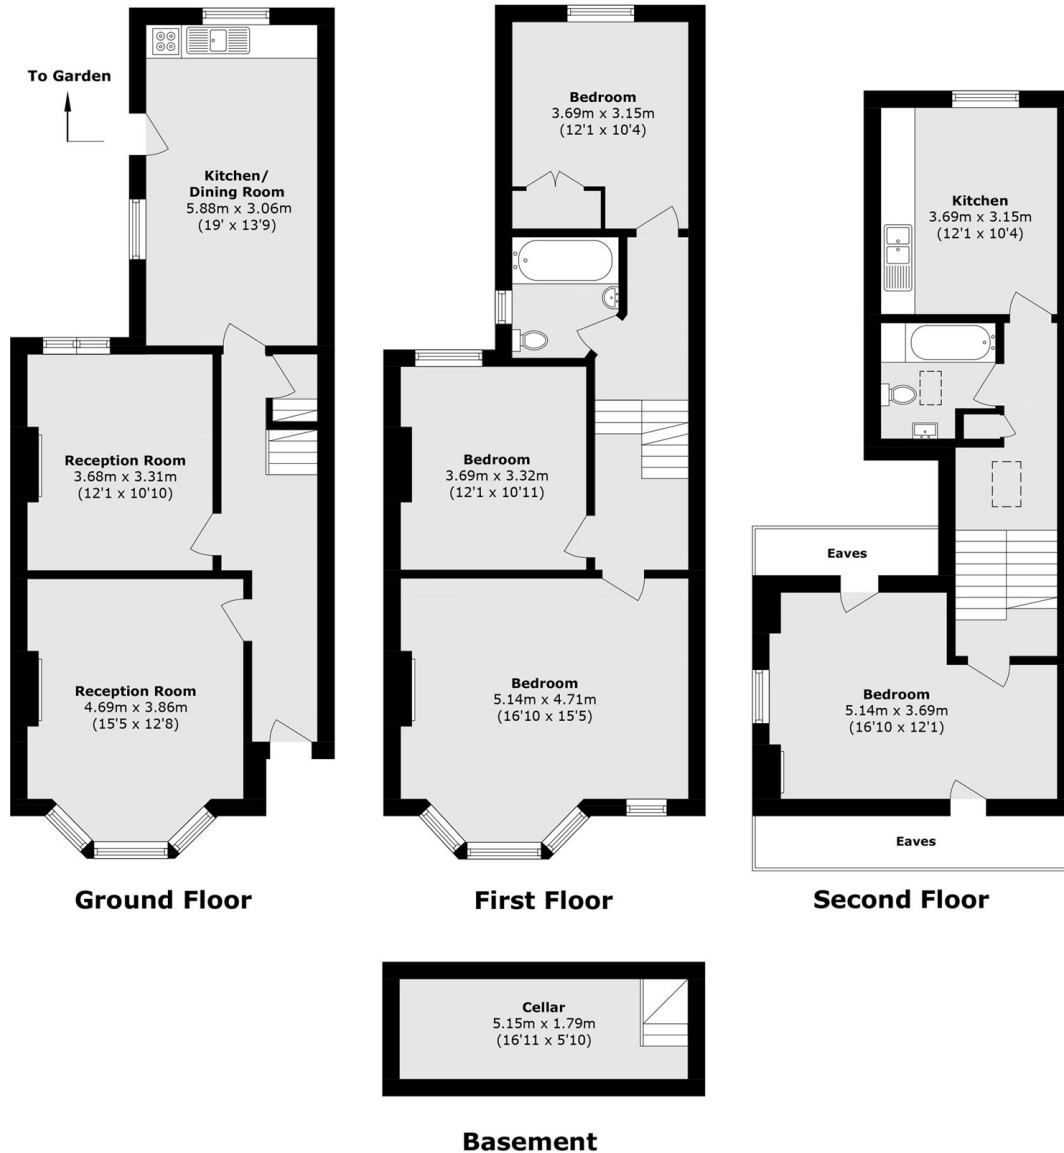 To Garden
Kitchen/
Dining Room
5.88m x 3.06m
(19' x 13'9)
Reception Room
3.68m x 3.31m
(12'1 x 10'10)
Reception Room
4.69m x 3.86m
(15'5 x 12'8)
Ground Floor
Bedroom
3.69m x 3.15m
(12'1 x 10'4)
Bedroom
3.69m x 3.32m
(12'1 x 10'11)
Bedroom
5.14m x 4.71m
(16'10 x 15'5)
First Floor
Kitchen
3.69m x 3.15m
(12'1 x 10'4)
Eaves
Bedroom
5.14m x 3.69m
(16'10 x 12'1)
Eaves
Second Floor
Cellar
5.15m x 1.79m
(16'11 x 5'10)
Basement